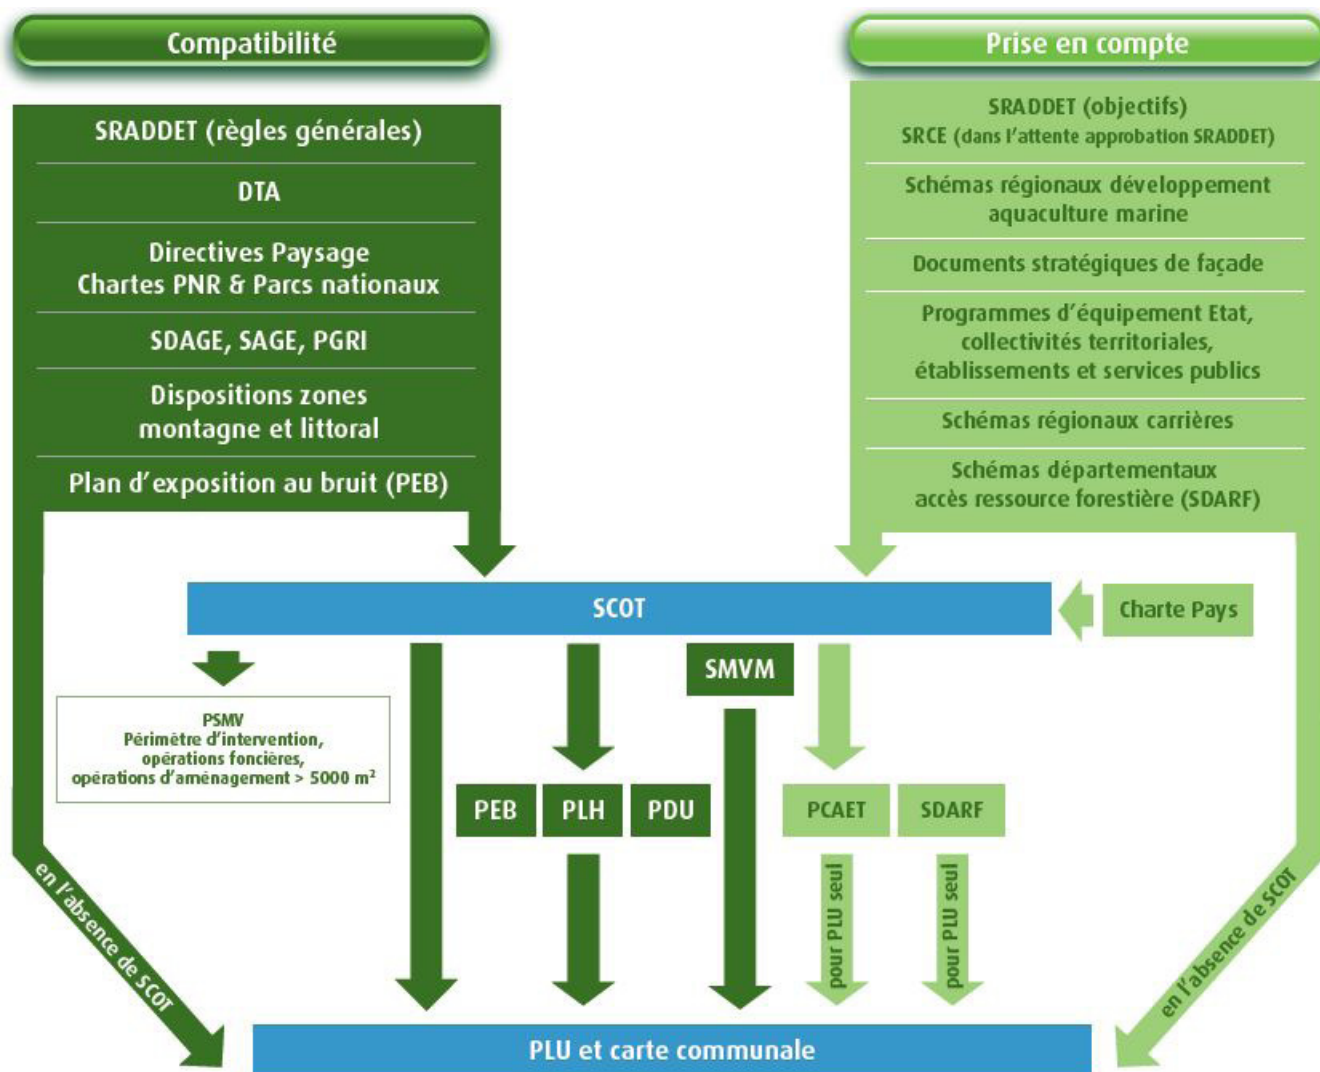 Compatibilité
SRADDET (règles générales)
DTA
Directives Paysage
Chartes PNR & Parcs nationaux
SDAGE, SAGE, PGRI
Dispositions zones
montagne et littoral
Plan d'exposition au bruit (PEB)
Prise en compte
SRADDET (objectifs)
SRCE (dans l'attente approbation SRADDET)
Schémas régionaux développement
aquaculture marine
Documents stratégiques de façade
Programmes d'équipement Etat,
collectivités territoriales,
établissements et services publics
Schémas régionaux carrières
Schémas départementaux
accès ressource forestière (SDARF)
SCOT
Charte Pays
SMVM
PSMV
Périmètre d'intervention,
opérations foncières,
opérations d'aménagement > 5000 m²
PEB
PLH
PDU
PCAET
SDARF
pour PLU seul
pour PLU seul
en l'absence de SCOT
en l'absence de SCOT
PLU et carte communale